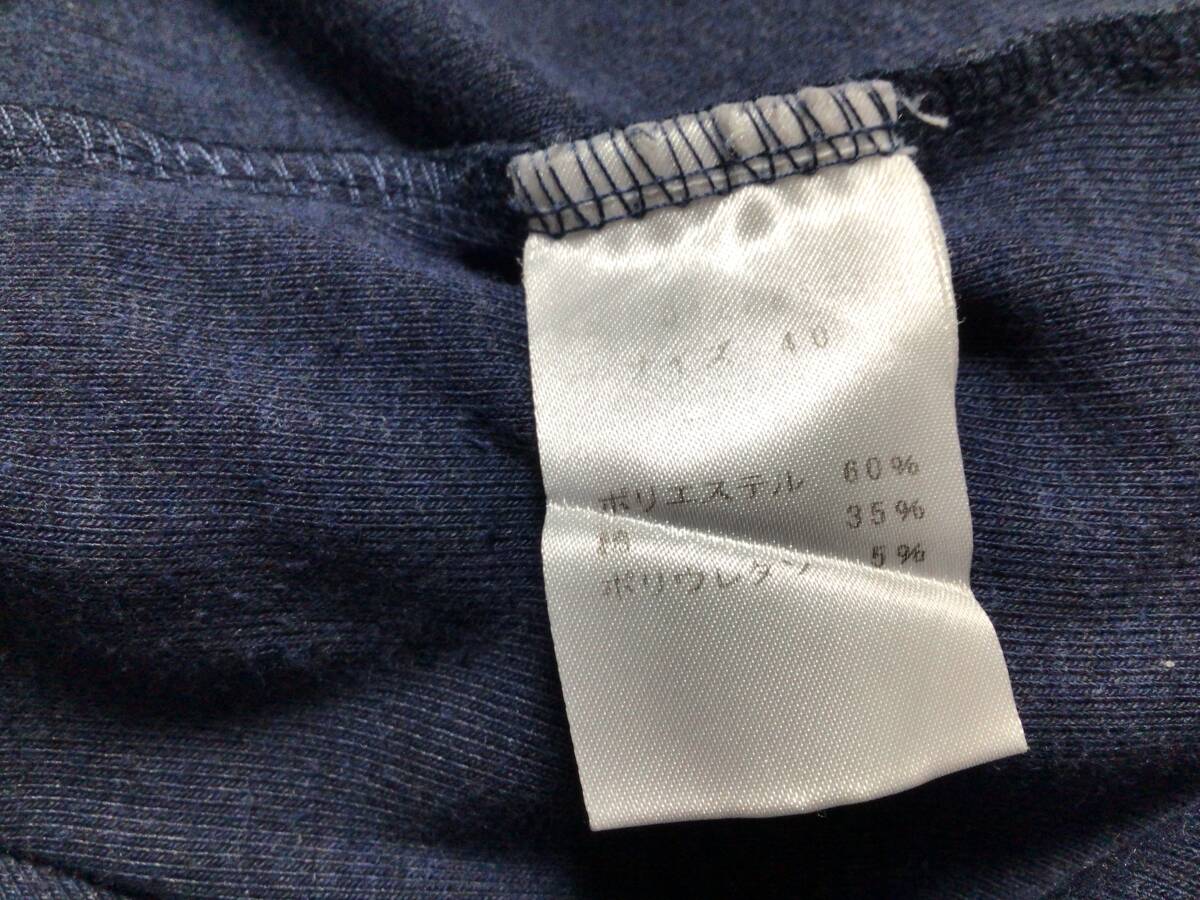 サイズ 40
ポリエステル 60%
綿 35%
ポリウレタン 5%